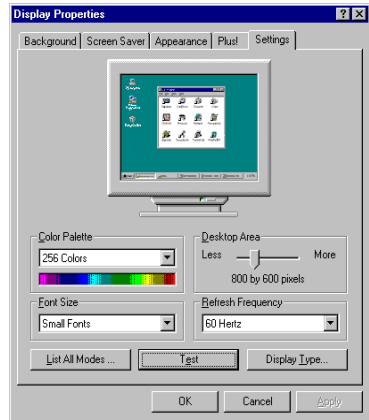 Display Properties
Background Screen Saver Appearance Plus! Settings
Color Palette
256 Colors
Desktop Area
Less More
800 by 600 pixels
Font Size
Small Fonts
Refresh Frequency
60 Hertz
List All Modes ... Test Display Type...
OK Cancel Apply